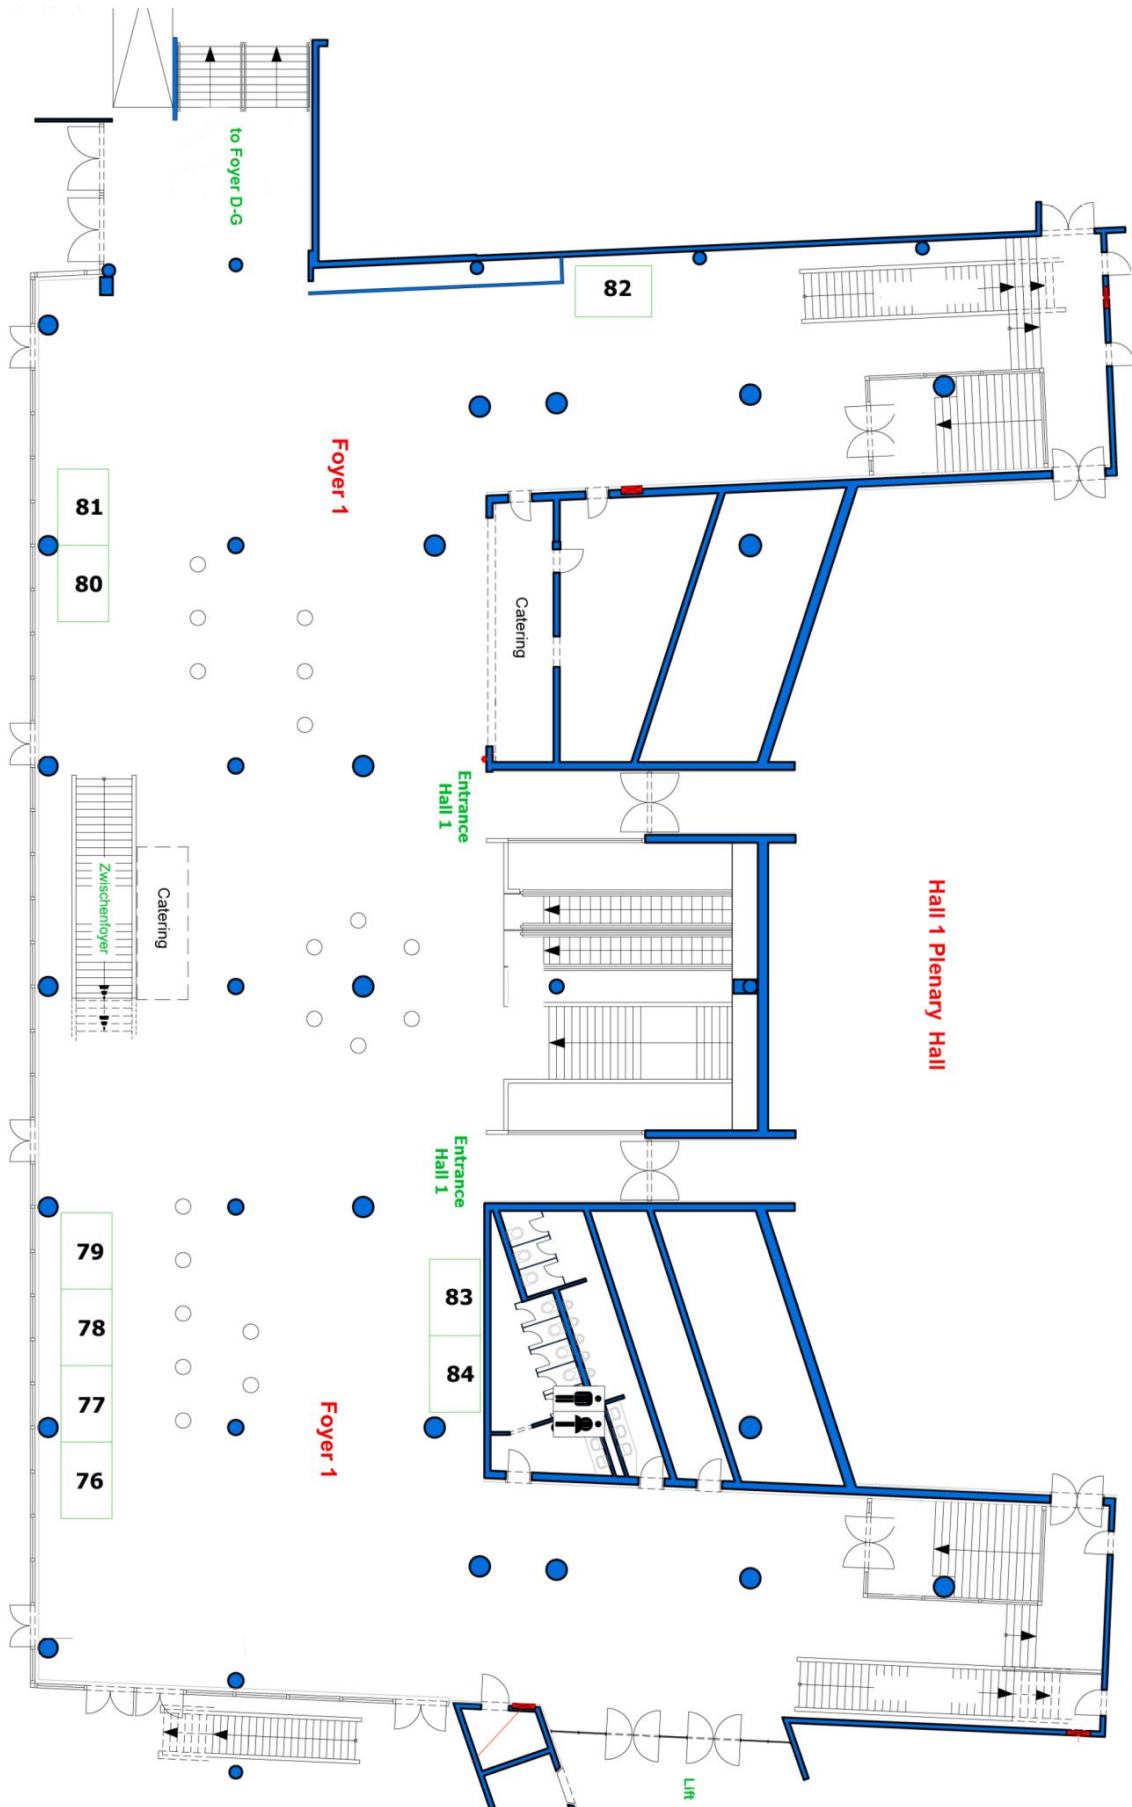 to Foyer D-G
82
Foyer 1
81
80
Catering
Entrance
Hall 1
Zwischenfoyer
Catering
Hall 1 Plenary Hall
Entrance
Hall 1
79
78
77
76
83
84
Foyer 1
Lift